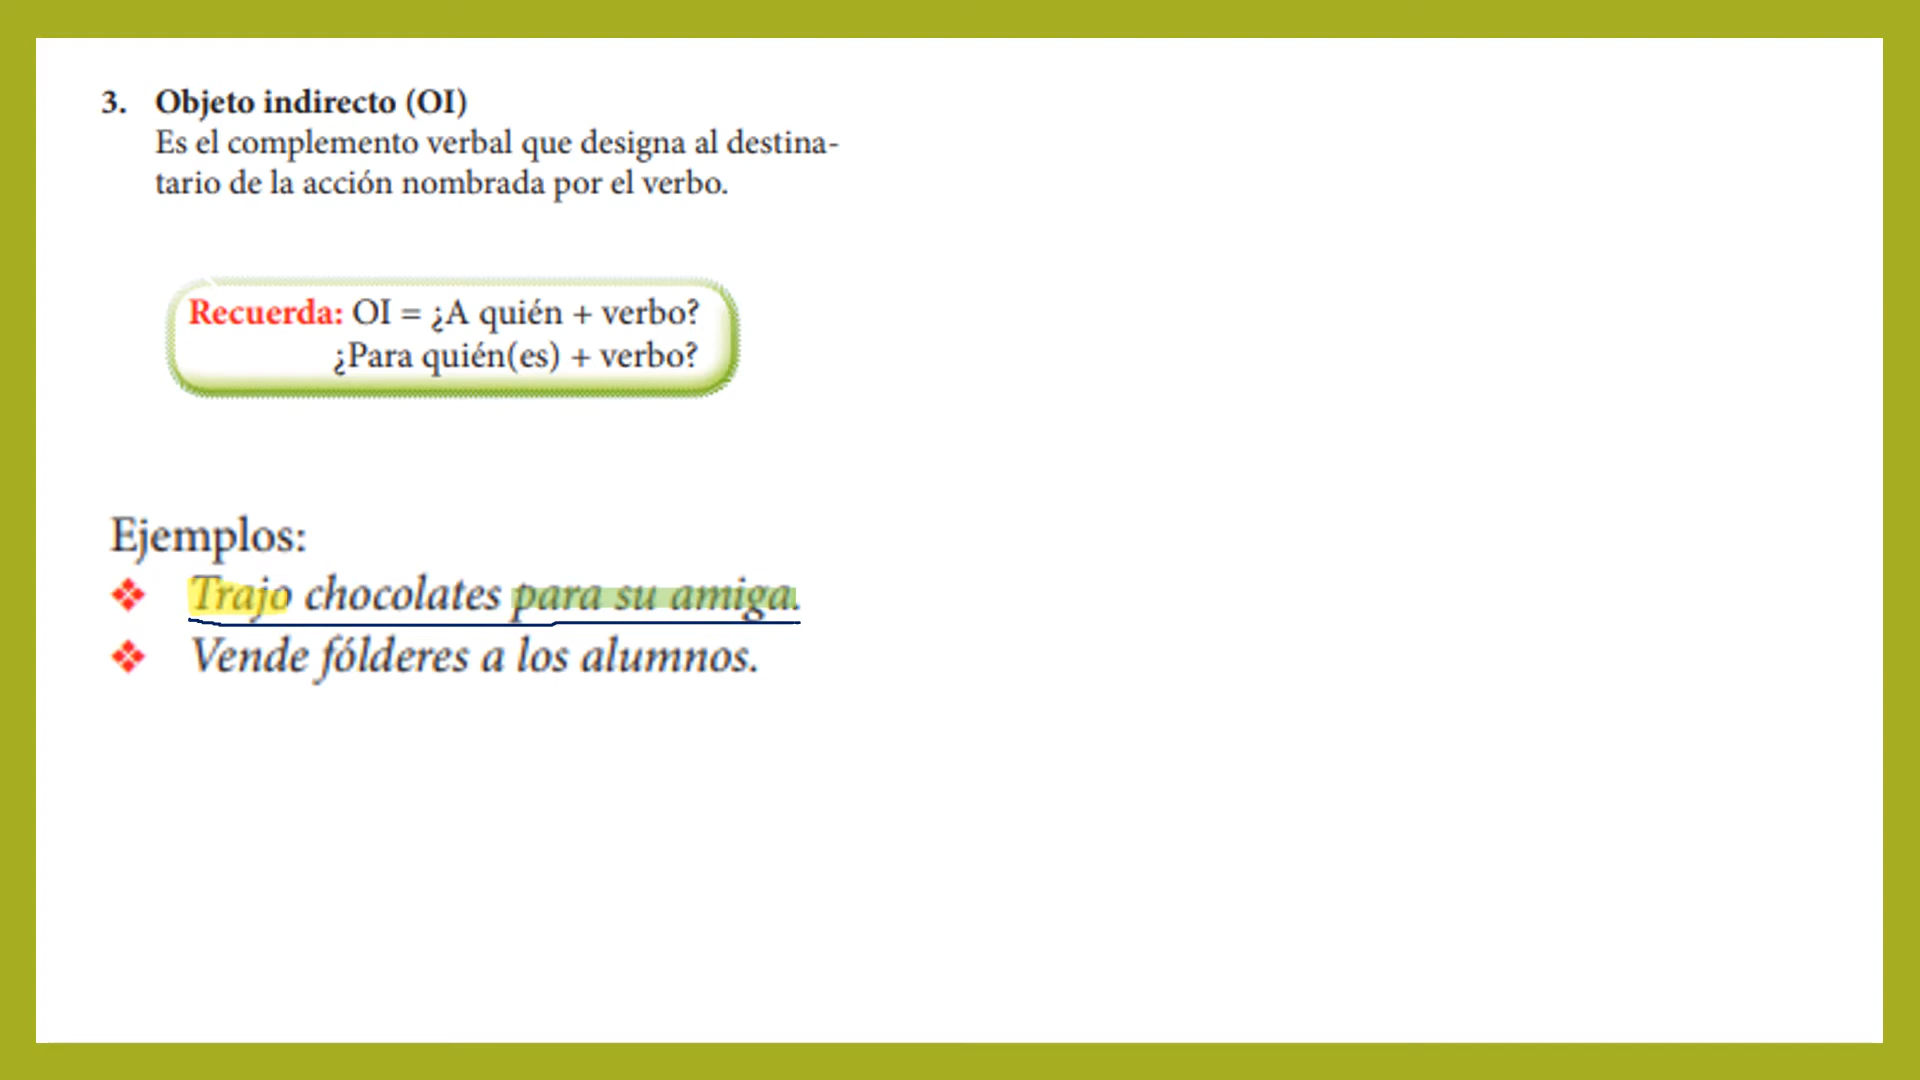 3. Objeto indirecto (OI)
Es el complemento verbal que designa al destina-
tario de la acción nombrada por el verbo.
Recuerda: OI = ¿A quién + verbo?
¿Para quién(es) + verbo?
Ejemplos:
❖ Trajo chocolates para su amiga.
❖ Vende fólderes a los alumnos.